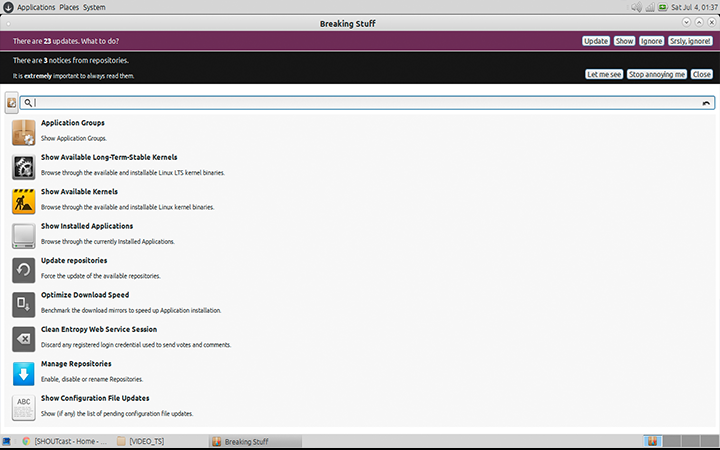 Applications Places System
Sat Jul 4, 01:37
Breaking Stuff
There are 23 updates. What to do?
Update Show Ignore Srsly, ignore!
There are 3 notices from repositories.
It is extremely important to always read them.
Let me see Stop annoying me Close
Application Groups
Show Application Groups.
Show Available Long-Term-Stable Kernels
Browse through the available and installable Linux LTS kernel binaries.
Show Available Kernels
Browse through the available and installable Linux kernel binaries.
Show Installed Applications
Browse through the currently Installed Applications.
Update repositories
Force the update of the available repositories.
Optimize Download Speed
Benchmark the download mirrors to speed up Application installation.
Clean Entropy Web Service Session
Discard any registered login credential used to send votes and comments.
Manage Repositories
Enable, disable or rename Repositories.
ABC
Show Configuration File Updates
Show (if any) the list of pending configuration file updates.
[SHOUTcast - Home - ... [VIDEO_TS] Breaking Stuff